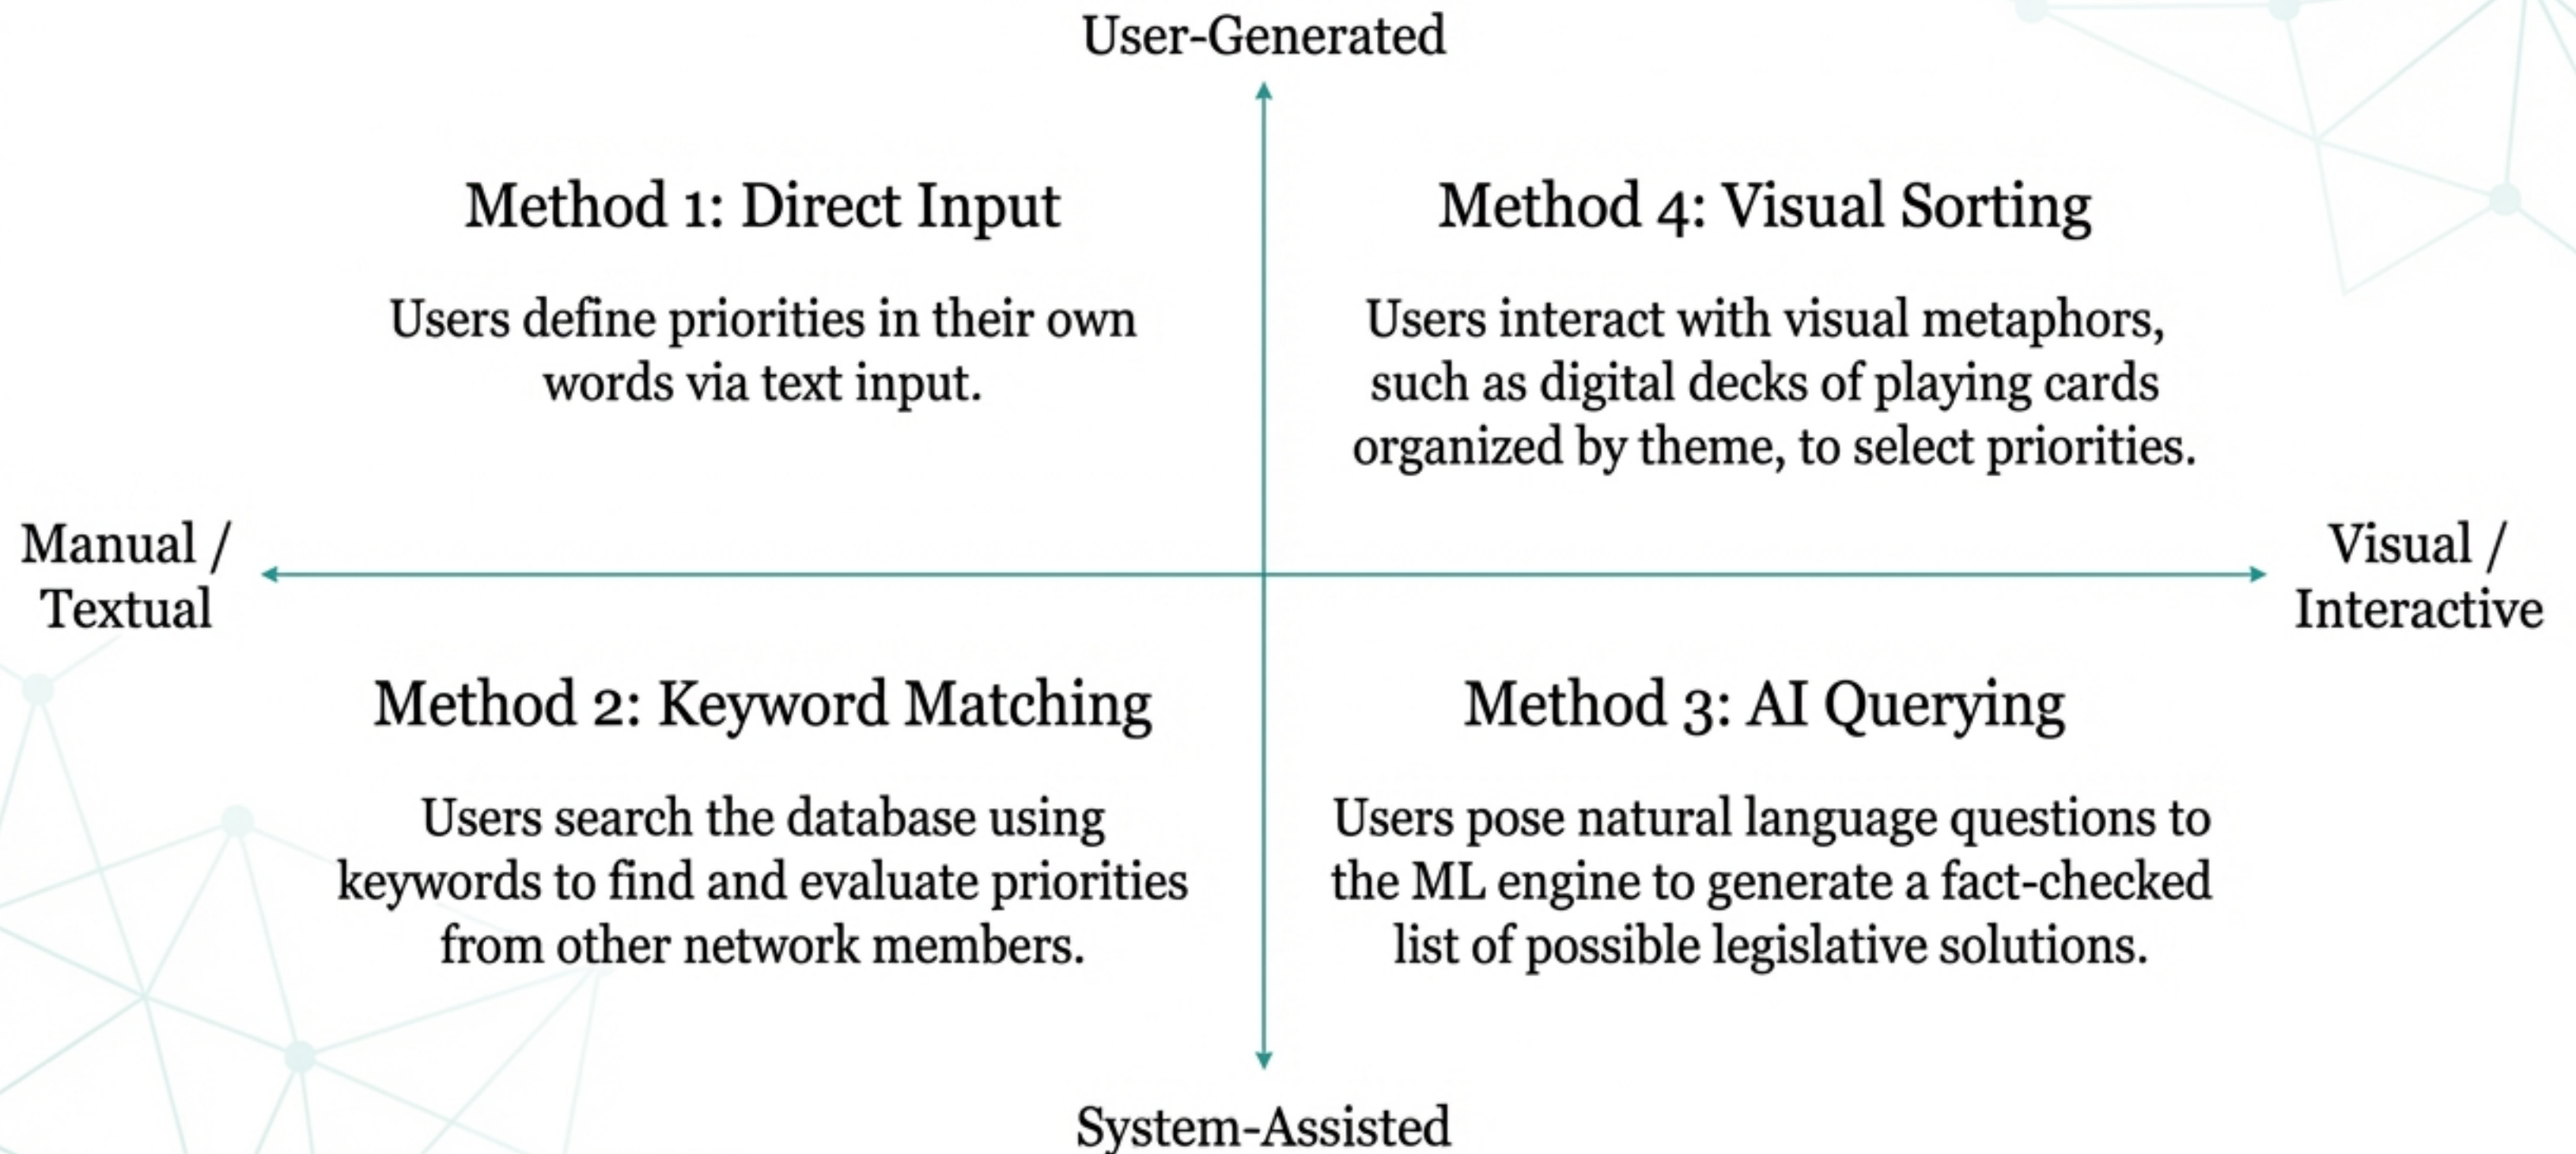 User-Generated
Method 1: Direct Input
Users define priorities in their own
words via text input.
Method 4: Visual Sorting
Users interact with visual metaphors,
such as digital decks of playing cards
organized by theme, to select priorities.
Manual /
Textual
Visual /
Interactive
Method 2: Keyword Matching
Users search the database using
keywords to find and evaluate priorities
from other network members.
Method 3: AI Querying
Users pose natural language questions to
the ML engine to generate a fact-checked
list of possible legislative solutions.
System-Assisted